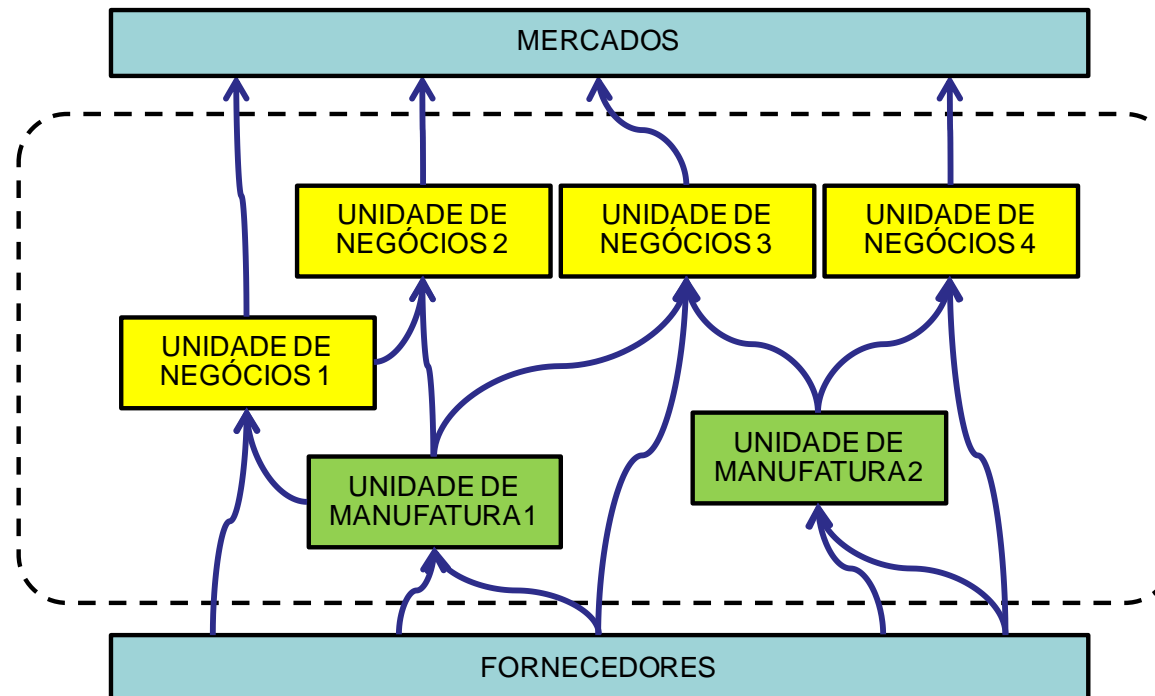 MERCADOS
UNIDADE DE
NEGÓCIOS 2
UNIDADE DE
NEGÓCIOS 3
UNIDADE DE
NEGÓCIOS 4
UNIDADE DE
NEGÓCIOS 1
UNIDADE DE
MANUFATURA 2
UNIDADE DE
MANUFATURA 1
FORNECEDORES